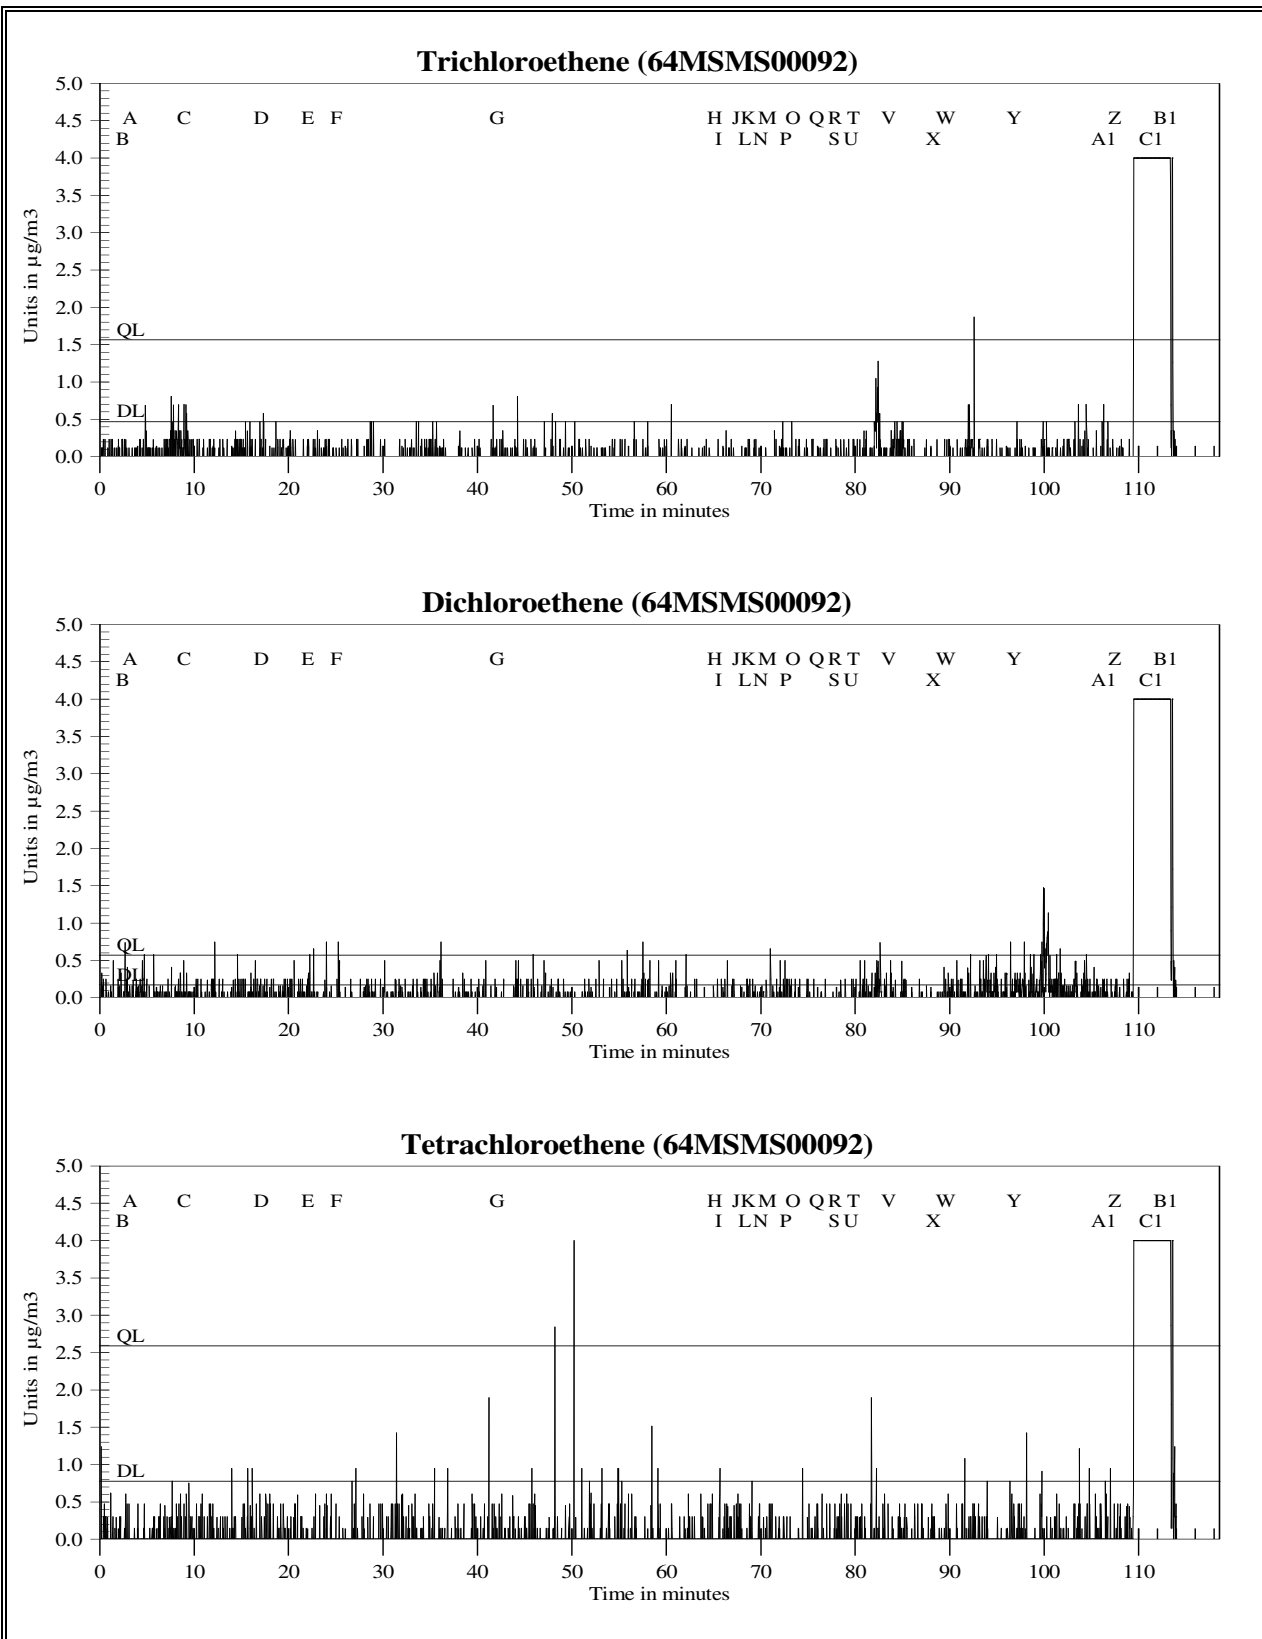 Trichloroethene (64MSMS00092)
5.0
A C D E F G H JKM O Q R T V W Y Z B1
4.5
B I LN P S U X A1 C1
4.0
3.5
3.0
2.5
2.0
QL
1.5
1.0
DL
0.5
0.0
Units in µg/m3
0 10 20 30 40 50 60 70 80 90 100 110
Time in minutes
Dichloroethene (64MSMS00092)
5.0
A C D E F G H JKM O Q R T V W Y Z B1
4.5
B I LN P S U X A1 C1
4.0
3.5
3.0
2.5
2.0
1.5
1.0
QL
0.5
DL
0.0
Units in µg/m3
0 10 20 30 40 50 60 70 80 90 100 110
Time in minutes
Tetrachloroethene (64MSMS00092)
5.0
A C D E F G H JKM O Q R T V W Y Z B1
4.5
B I LN P S U X A1 C1
4.0
3.5
3.0
QL
2.5
2.0
1.5
1.0
DL
0.5
0.0
Units in µg/m3
0 10 20 30 40 50 60 70 80 90 100 110
Time in minutes